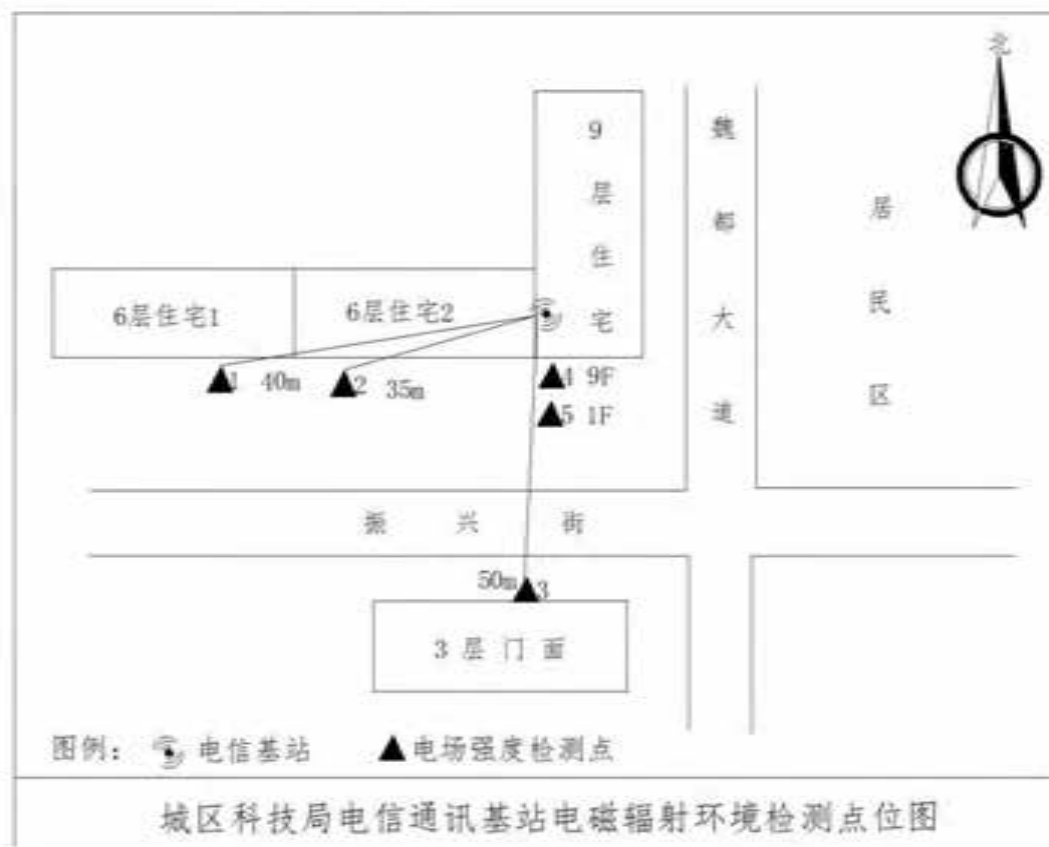 北
9层住宅
魏都大道
居民区
6层住宅1
6层住宅2
1 40m
2 35m
4 9F
5 1F
振兴街
50m 3
3层门面
图例： 电信基站 电场强度检测点
城区科技局电信通讯基站电磁辐射环境检测点位图